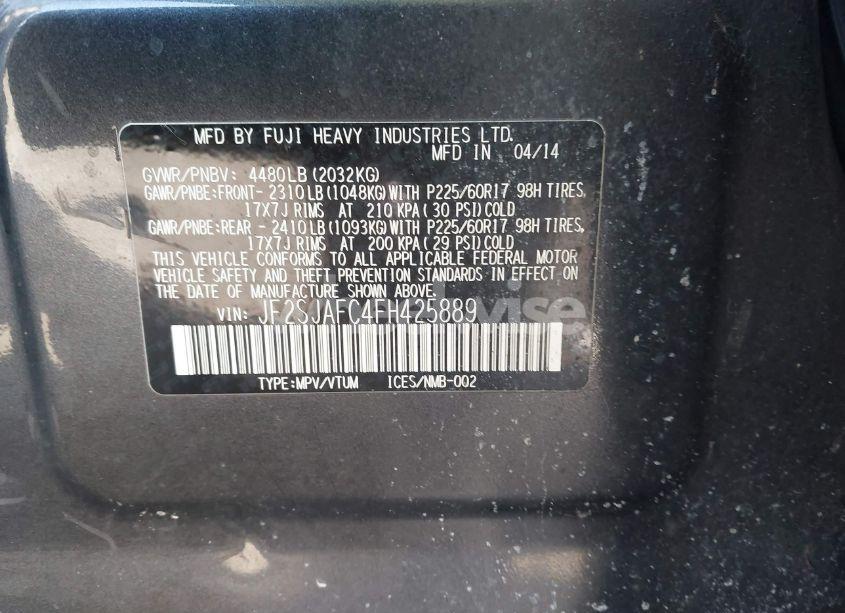 MFD BY FUJI HEAVY INDUSTRIES LTD.
MFD IN 04/14
GVWR/PNBV: 4480LB (2032KG)
GAWR/PNBE:FRONT- 2310LB (1048KG)WITH P225/60R17 98H TIRES,
17X7J RIMS AT 210 KPA ( 30 PSI)COLD
GAWR/PNBE:REAR - 2410LB (1093KG)WITH P225/60R17 98H TIRES,
17X7J RIMS AT 200 KPA ( 29 PSI)COLD
THIS VEHICLE CONFORMS TO ALL APPLICABLE FEDERAL MOTOR
VEHICLE SAFETY AND THEFT PREVENTION STANDARDS IN EFFECT ON
THE DATE OF MANUFACTURE SHOWN ABOVE.
VIN: JF2SJAFC4FH425889
TYPE:MPV/VTUM ICES/NMB-002